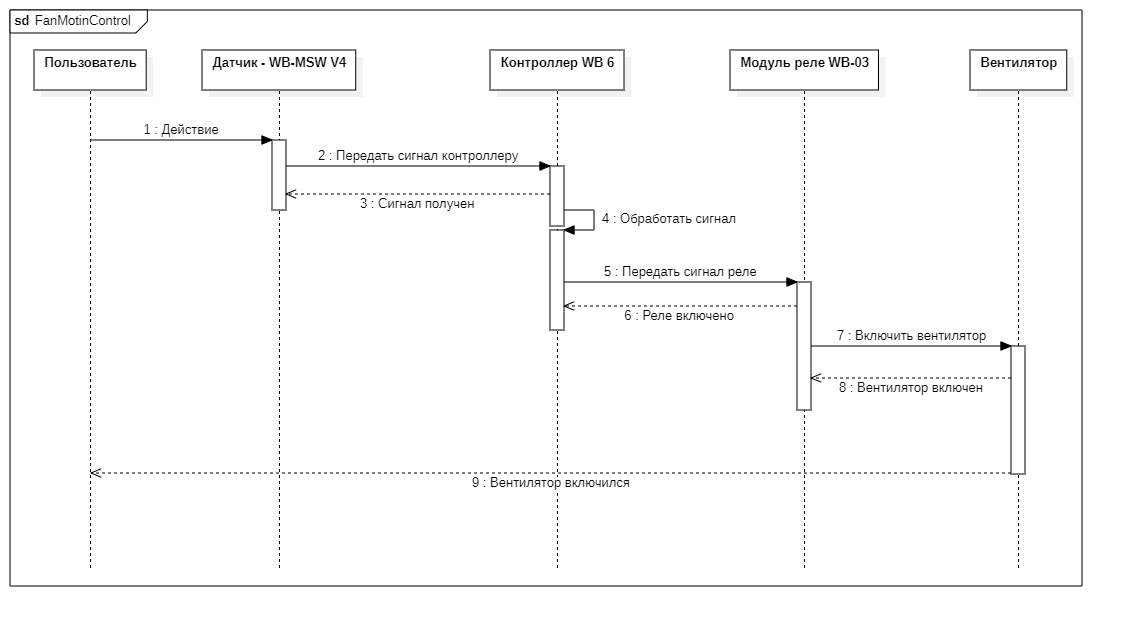 sd FanMotinControl
Пользователь
Датчик - WB-MSW V4
Контроллер WB 6
Модуль реле WB-03
Вентилятор
1 : Действие
2 : Передать сигнал контроллеру
3 : Сигнал получен
4 : Обработать сигнал
5 : Передать сигнал реле
6 : Реле включено
7 : Включить вентилятор
8 : Вентилятор включен
9 : Вентилятор включился